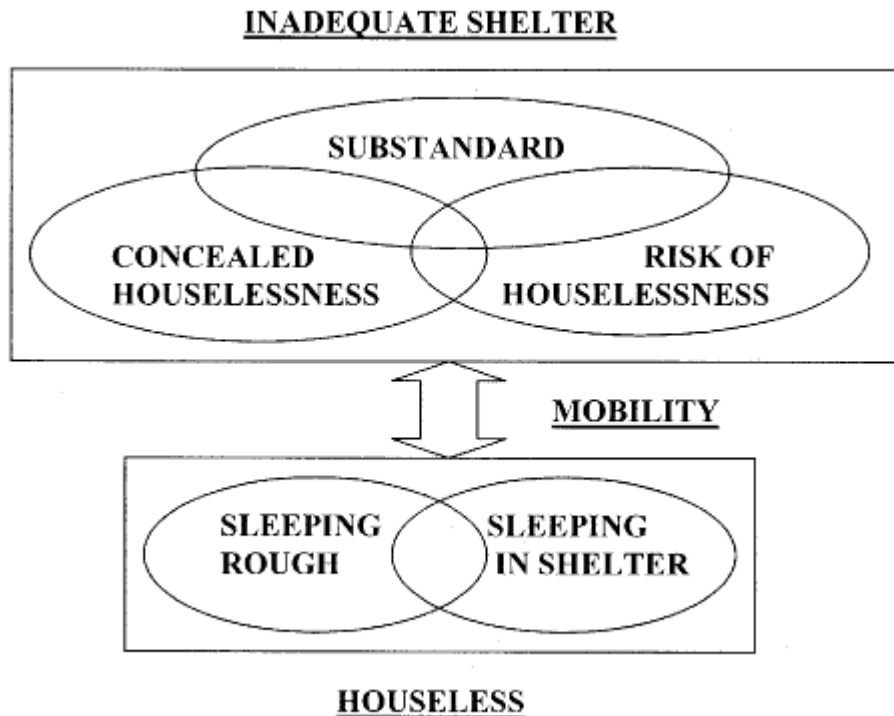 INADEQUATE SHELTER
SUBSTANDARD
CONCEALED
HOUSELESSNESS
RISK OF
HOUSELESSNESS
MOBILITY
SLEEPING
ROUGH
SLEEPING
IN SHELTER
HOUSELESS